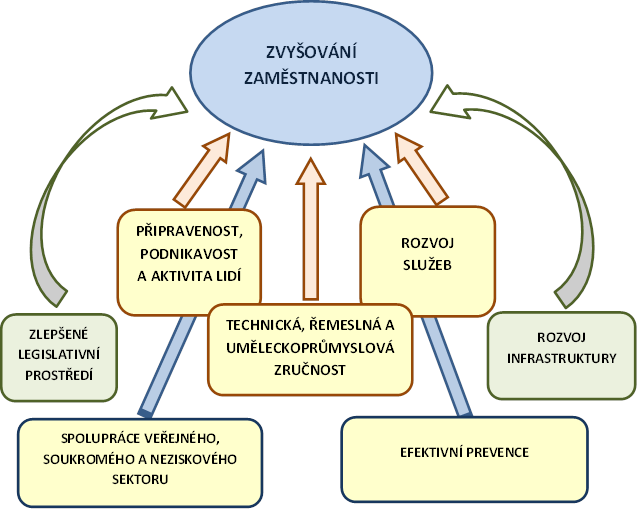 ZVYŠOVÁNÍ
ZAMĚSTNANOSTI
PŘIPRAVENOST,
PODNIKAVOST
A AKTIVITA LIDÍ
ROZVOJ
SLUŽEB
TECHNICKÁ, ŘEMESLNÁ A
UMĚLECKOPRŮMYSLOVÁ
ZRUČNOST
ZLEPŠENÉ
LEGISLATIVNÍ
PROSTŘEDÍ
ROZVOJ
INFRASTRUKTURY
SPOLUPRÁCE VEŘEJNÉHO,
SOUKROMÉHO A NEZISKOVÉHO
SEKTORU
EFEKTIVNÍ PREVENCE